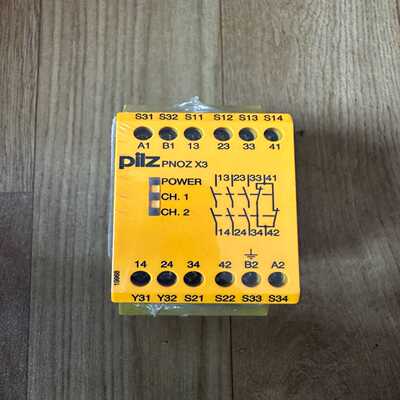 S31 S32 S11 S12 S13 S14
A1 B1 13 23 33 41
pilz PNOZ X3
POWER
CH. 1
CH. 2
13 23 33 41
14 24 34 42
14 24 34 42 B2 A2
Y31 Y32 S21 S22 S33 S34